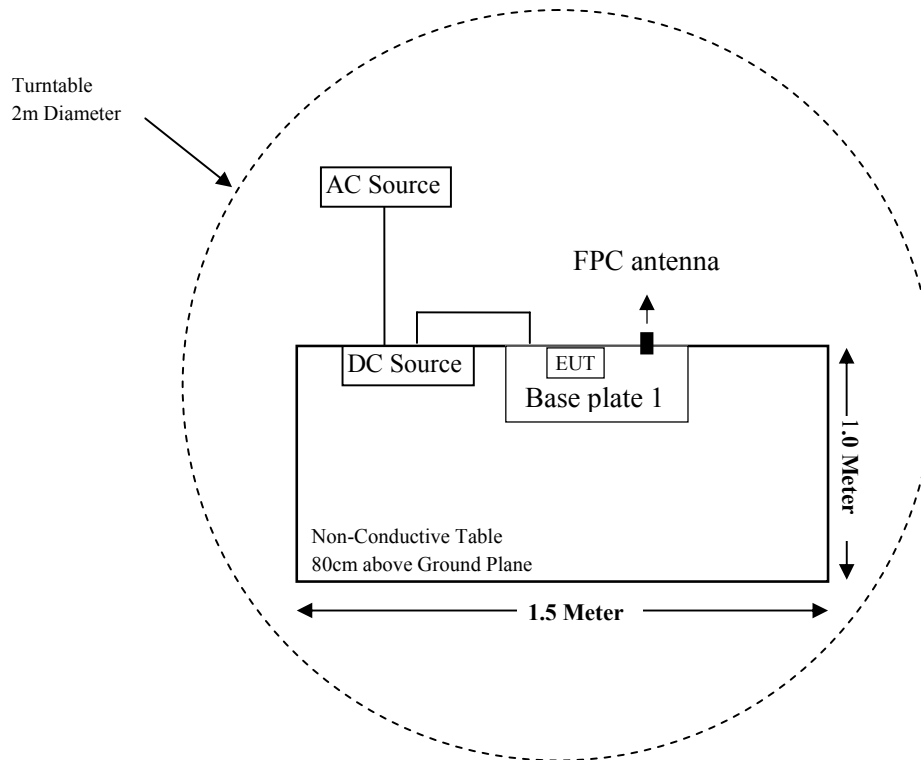 Turntable
2m Diameter
AC Source
FPC antenna
DC Source
EUT
Base plate 1
1.0 Meter
Non-Conductive Table
80cm above Ground Plane
1.5 Meter